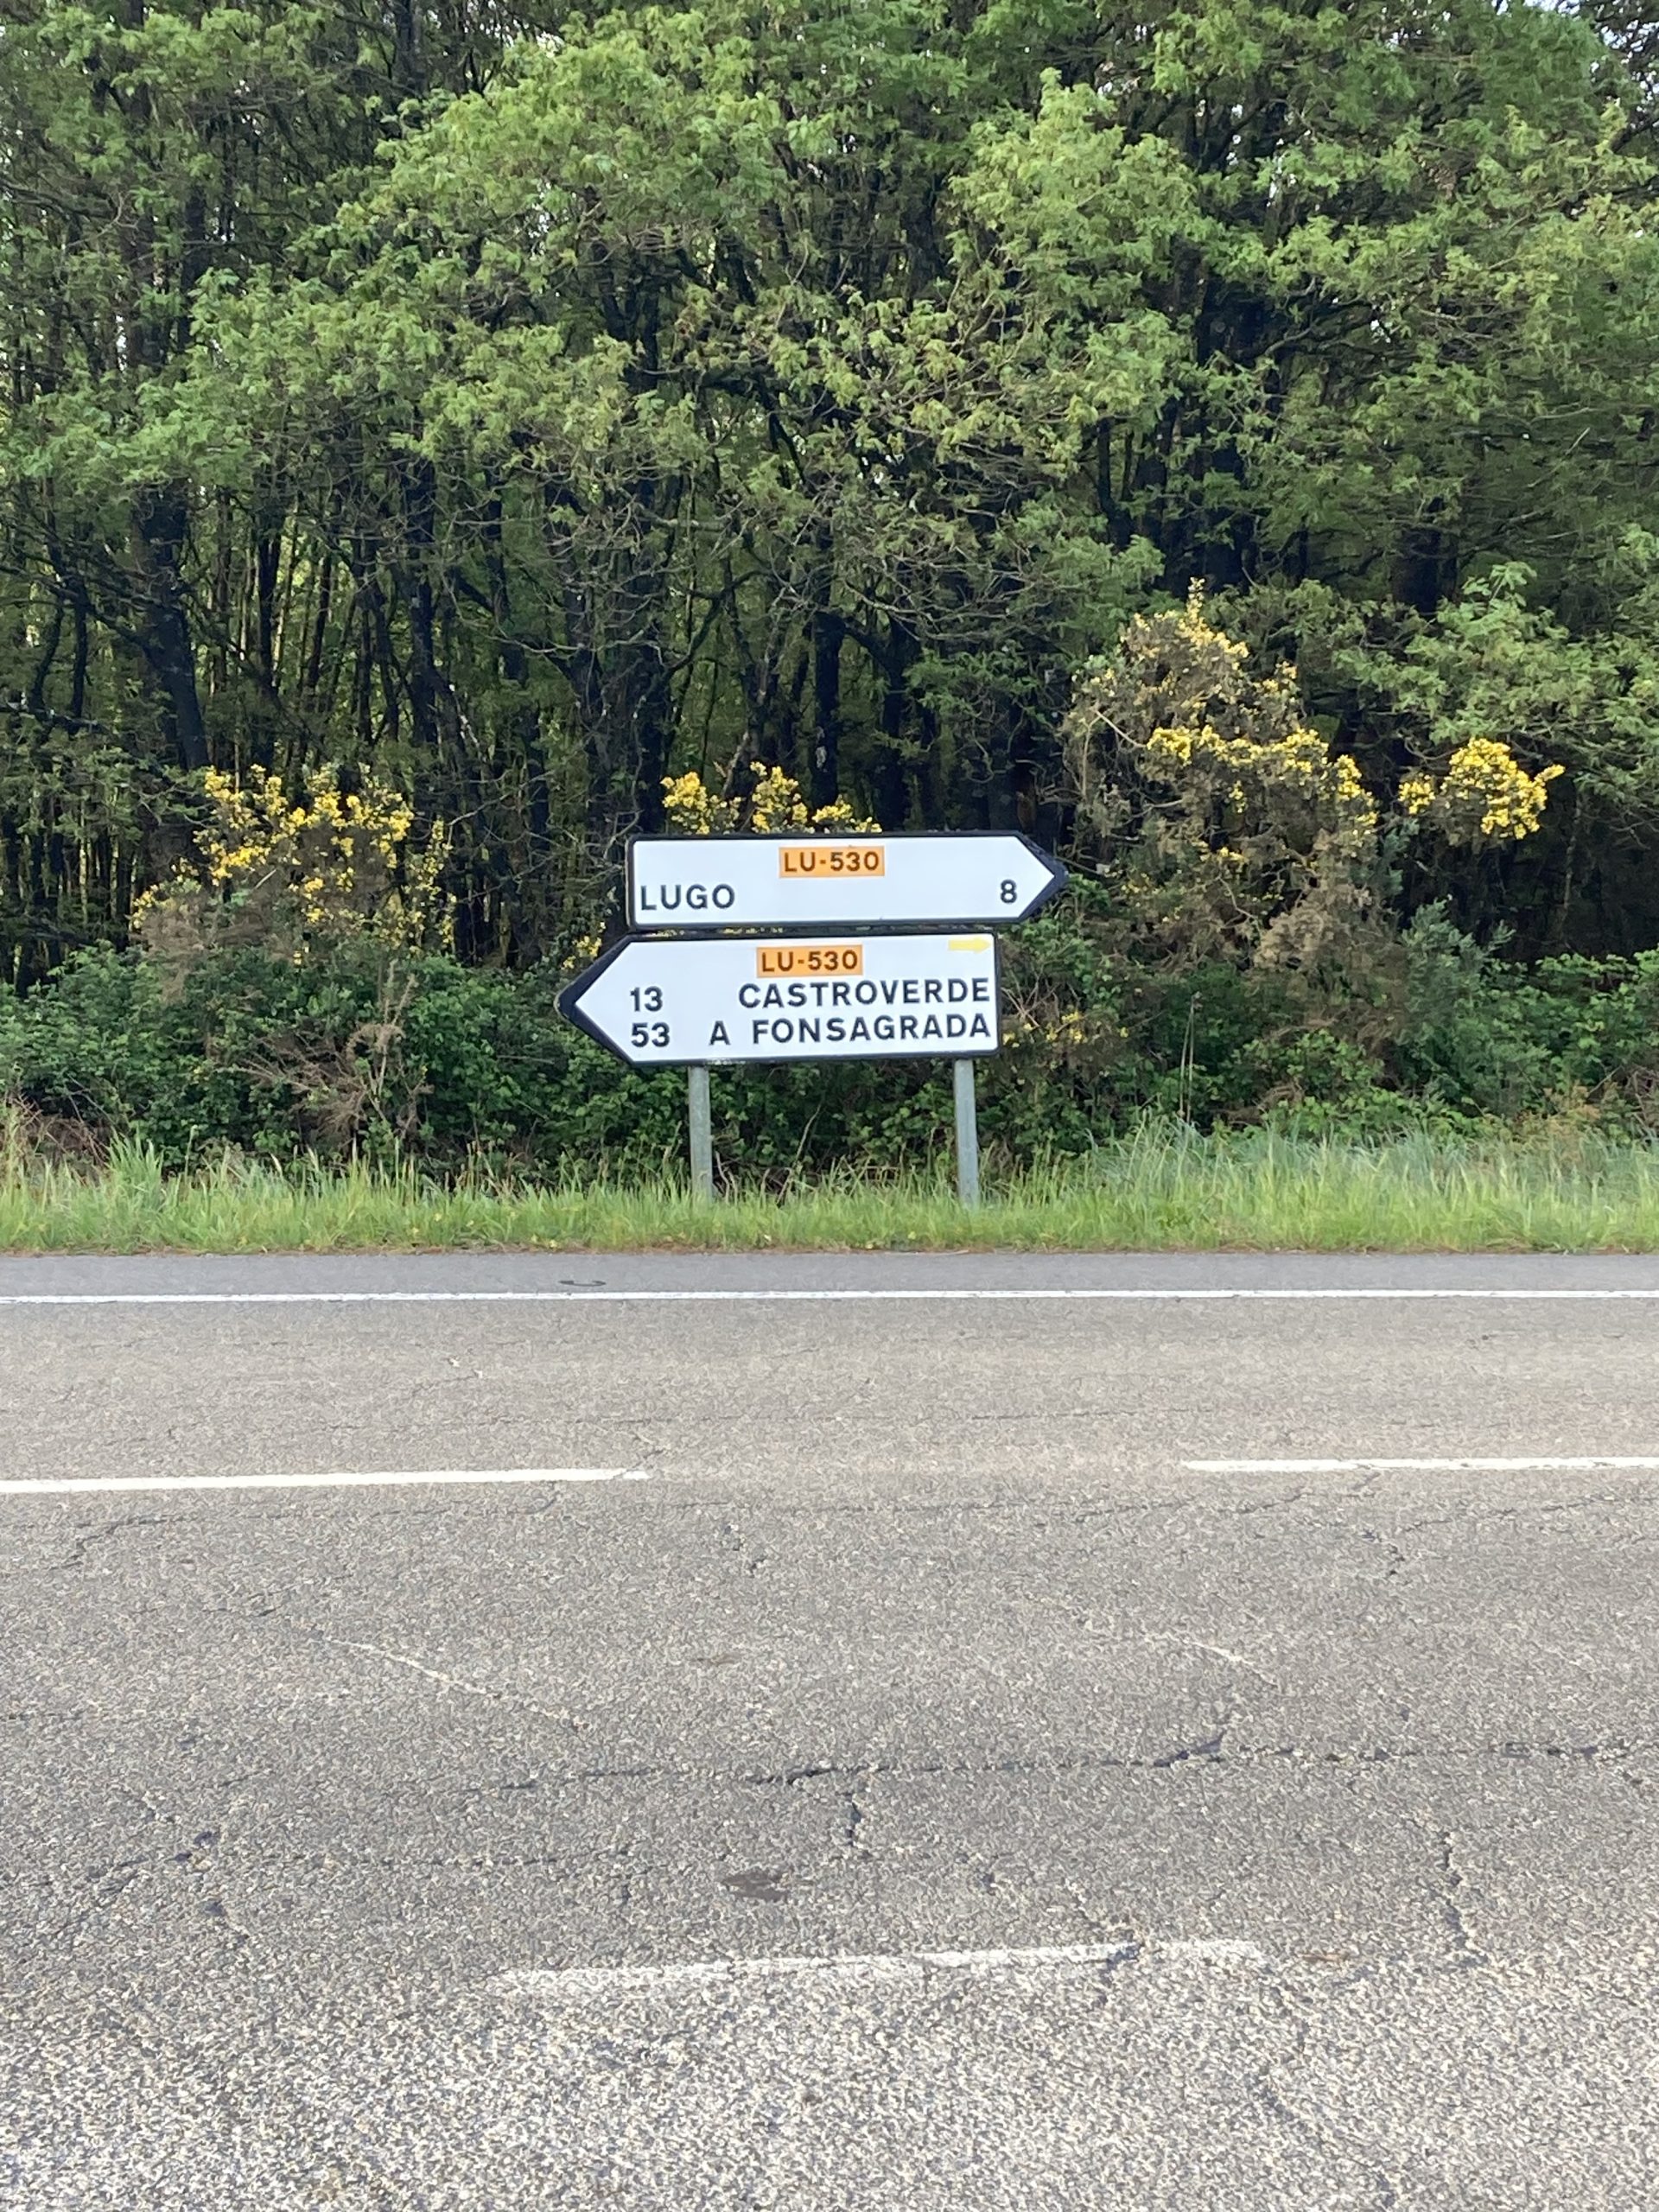 LU-530
LUGO 8
LU-530
13 CASTROVERDE
53 A FONSAGRADA